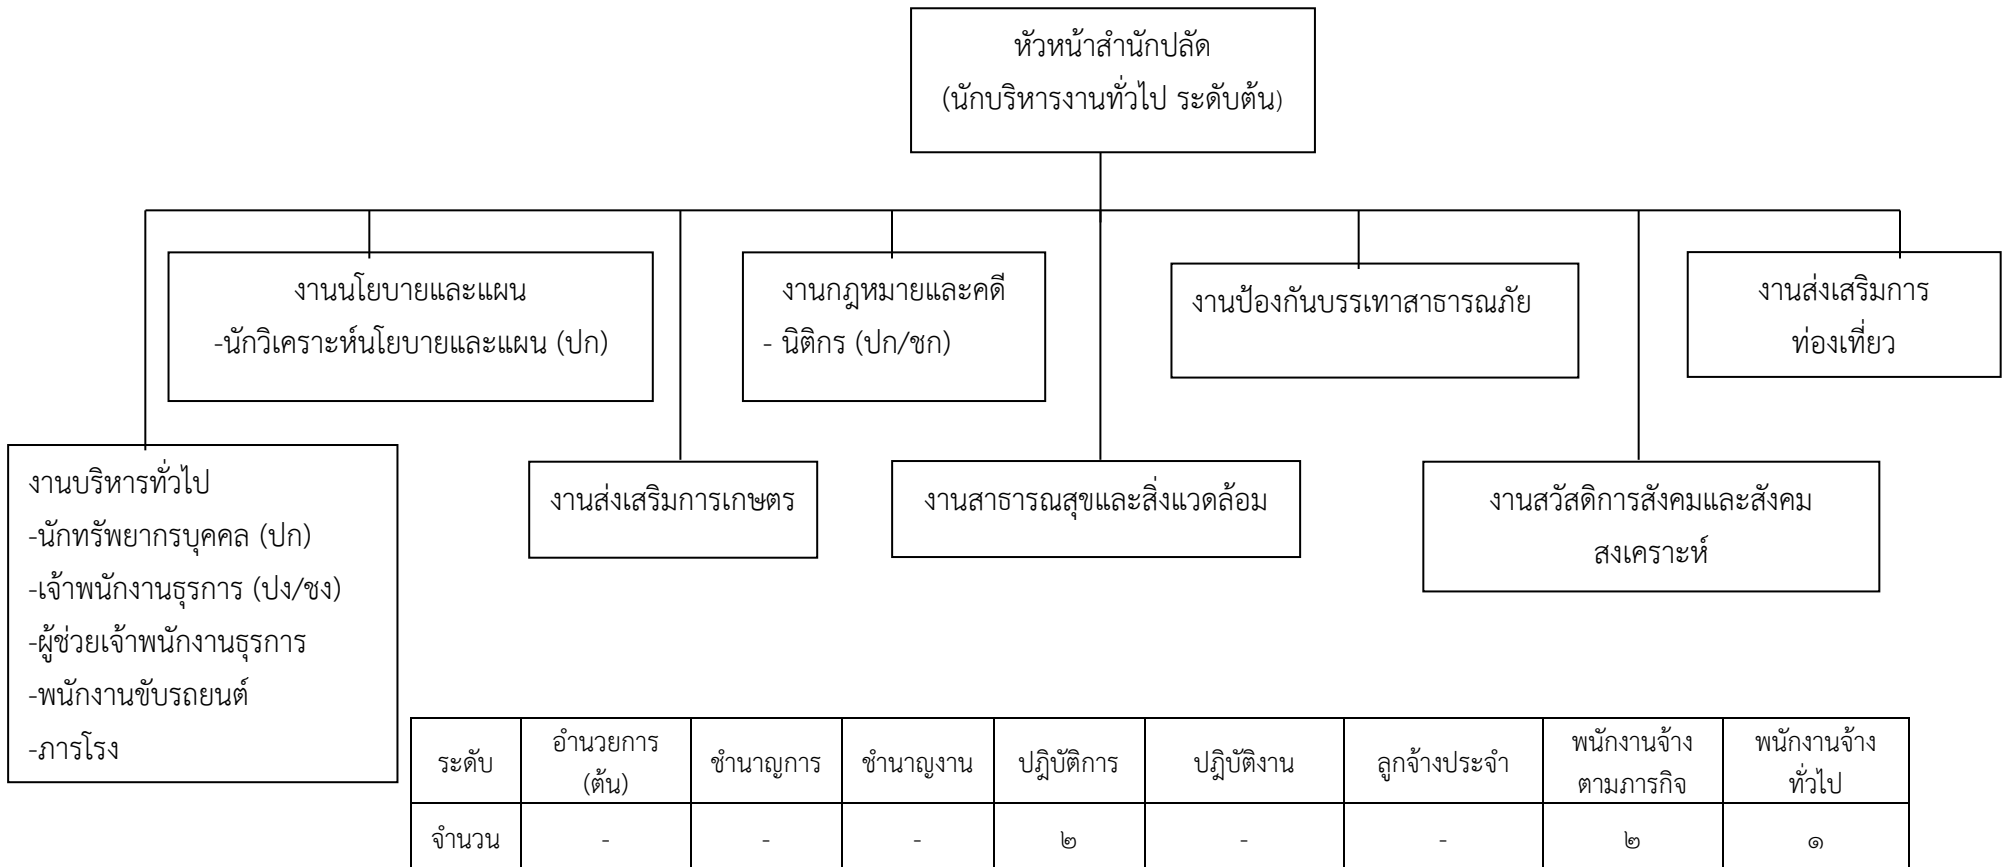 หัวหน้าสำนักปลัด
(นักบริหารงานทั่วไป ระดับต้น)
งานนโยบายและแผน
-นักวิเคราะห์นโยบายและแผน (ปก)
งานกฎหมายและคดี
- นิติกร (ปก/ชก)
งานป้องกันบรรเทาสาธารณภัย
งานส่งเสริมการ
ท่องเที่ยว
งานบริหารทั่วไป
-นักทรัพยากรบุคคล (ปก)
-เจ้าพนักงานธุรการ (ปง/ชง)
-ผู้ช่วยเจ้าพนักงานธุรการ
-พนักงานขับรถยนต์
-ภารโรง
งานส่งเสริมการเกษตร
งานสาธารณสุขและสิ่งแวดล้อม
งานสวัสดิการสังคมและสังคม
สงเคราะห์
ระดับ อำนวยการ (ต้น) ชำนาญการ ชำนาญงาน ปฎิบัติการ ปฎิบัติงาน ลูกจ้างประจำ พนักงานจ้าง ตามภารกิจ พนักงานจ้าง ทั่วไป
จำนวน - - - ๒ - - ๒ ๑